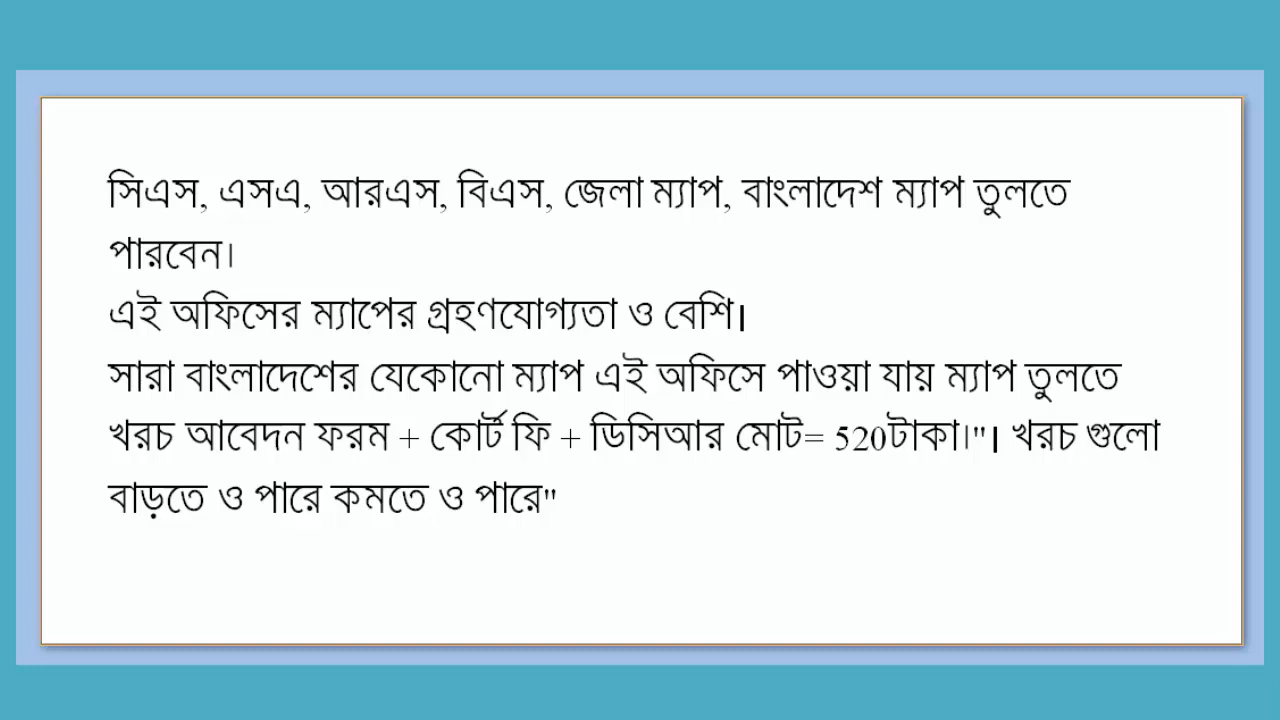 সিএস, এসএ, আরএস, বিএস, জেলা ম্যাপ, বাংলাদেশ ম্যাপ তুলতে
পারবেন।
এই অফিসের ম্যাপের গ্রহণযোগ্যতা ও বেশি।
সারা বাংলাদেশের যেকোনো ম্যাপ এই অফিসে পাওয়া যায় ম্যাপ তুলতে
খরচ আবেদন ফরম + কোর্ট ফি + ডিসিআর মোট= 520টাকা।"। খরচ গুলো
বাড়তে ও পারে কমতে ও পারে"